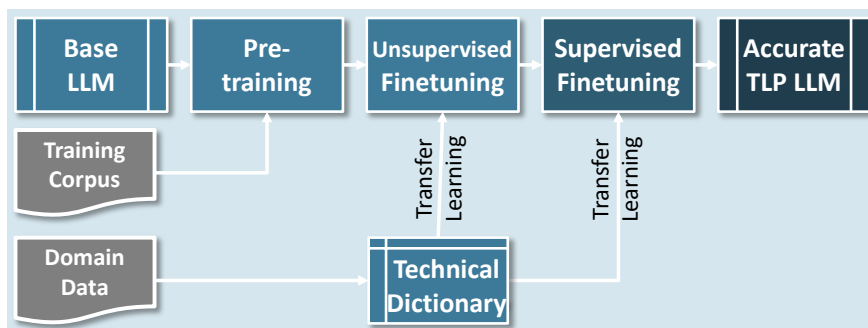 Base
LLM
Pre-
training
Unsupervised
Finetuning
Supervised
Finetuning
Accurate
TLP LLM
Training
Corpus
Transfer
Learning
Transfer
Learning
Domain
Data
Technical
Dictionary